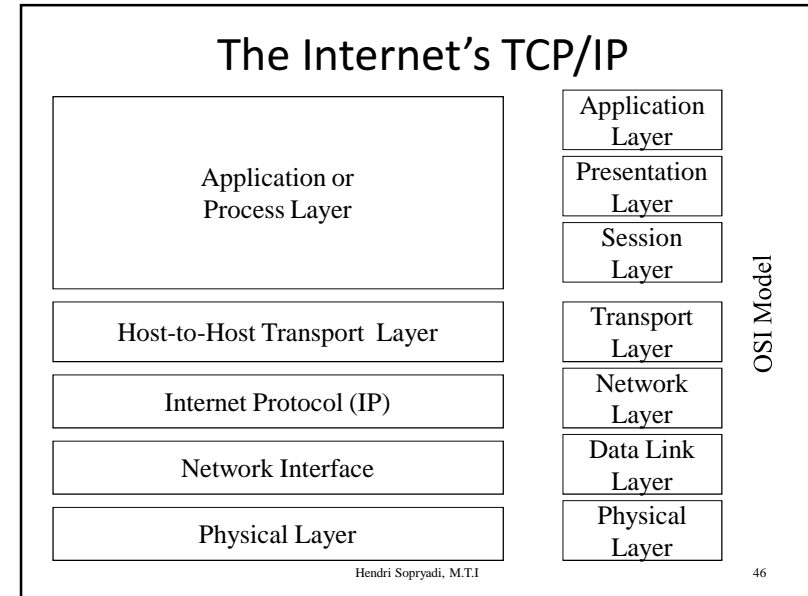 The Internet’s TCP/IP
Application or
Process Layer
Host-to-Host Transport Layer
Internet Protocol (IP)
Network Interface
Physical Layer
Application
Layer
Presentation
Layer
Session
Layer
Transport
Layer
Network
Layer
Data Link
Layer
Physical
Layer
OSI Model
Hendri Sopryadi, M.T.I
46